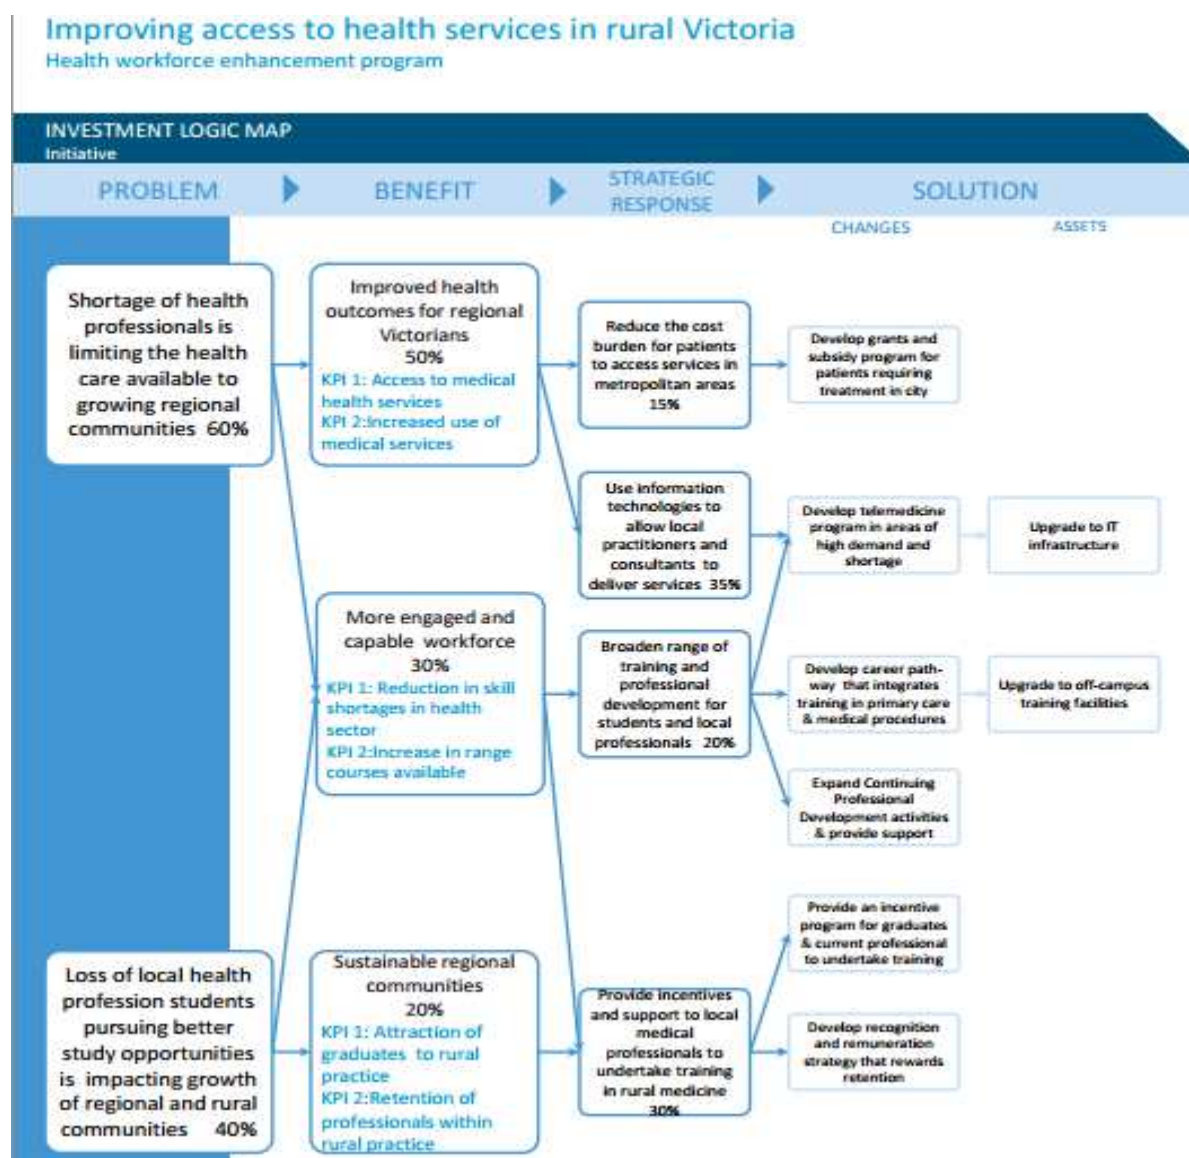 Improving access to health services in rural Victoria
Health workforce enhancement program
INVESTMENT LOGIC MAP
Initiative
PROBLEM
BENEFIT
STRATEGIC
RESPONSE
SOLUTION
CHANGES
ASSETS
Shortage of health
professionals is
limiting the health
care available to
growing regional
communities 60%
Improved health
outcomes for regional
Victorians
50%
KPI 1: Access to medical
health services
KPI 2:Increased use of
medical services
Reduce the cost
burden for patients
to access services in
metropolitan areas
15%
Develop grants and
subsidy program for
patients requiring
treatment in city
Use information
technologies to
allow local
practitioners and
consultants to
deliver services 35%
Develop telemedicine
program in areas of
high demand and
shortage
Upgrade to IT
infrastructure
More engaged and
capable workforce
30%
KPI 1: Reduction in skill
shortages in health
sector
KPI 2:Increase in range
courses available
Broaden range of
training and
professional
development for
students and local
professionals 20%
Develop career path-
way that integrates
training in primary care
& medical procedures
Upgrade to off-campus
training facilities
Expand Continuing
Professional
Development activities
& provide support
Loss of local health
profession students
pursuing better
study opportunities
is impacting growth
of regional and rural
communities 40%
Sustainable regional
communities
20%
KPI 1: Attraction of
graduates to rural
practice
KPI 2:Retention of
professionals within
rural practice
Provide incentives
and support to local
medical
professionals to
undertake training
in rural medicine
30%
Provide an incentive
program for graduates
& current professional
to undertake training
Develop recognition
and remuneration
strategy that rewards
retention